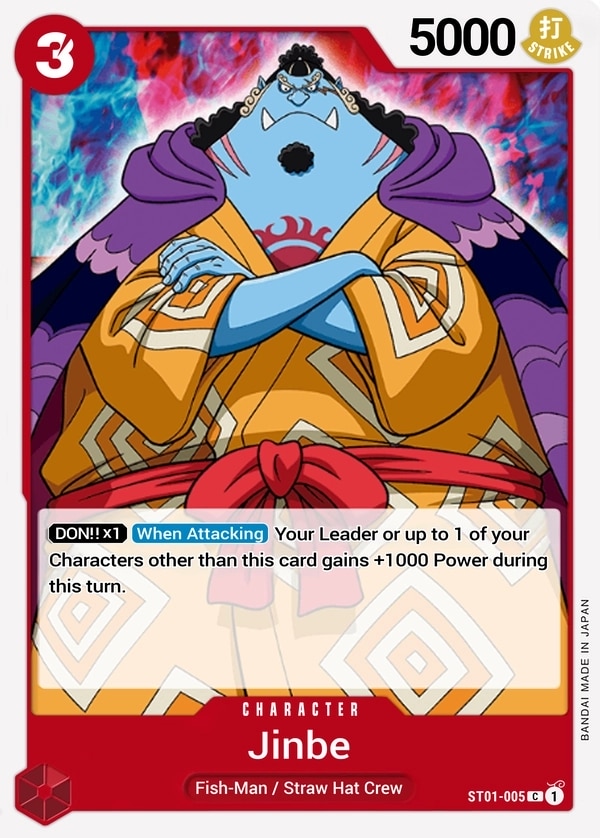 3
5000
打
STRIKE
DON!!x1 When Attacking Your Leader or up to 1 of your
Characters other than this card gains +1000 Power during
this turn.
BANDAI MADE IN JAPAN
CHARACTER
Jinbe
Fish-Man / Straw Hat Crew
ST01-005 C 1